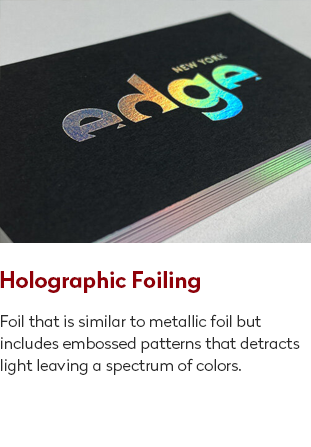 NEW YORK
edge
Holographic Foiling
Foil that is similar to metallic foil but
includes embossed patterns that detracts
light leaving a spectrum of colors.